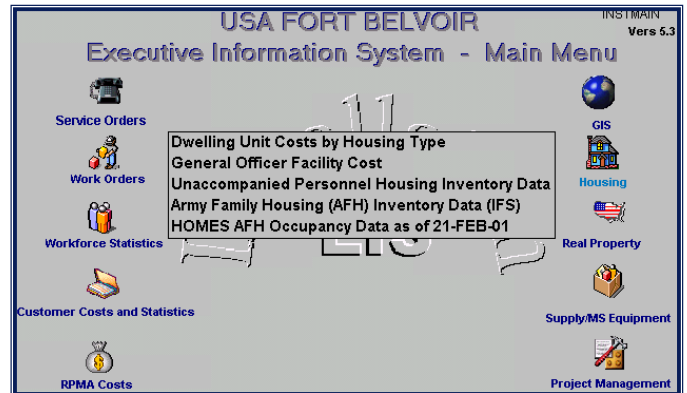 USA FORT BELVOIR
INSTMAIN
Vers 5.3
Executive Information System - Main Menu
Service Orders
GIS
Dwelling Unit Costs by Housing Type
General Officer Facility Cost
Work Orders
Unaccompanied Personnel Housing Inventory Data
Housing
Army Family Housing (AFH) Inventory Data (IFS)
HOMES AFH Occupancy Data as of 21-FEB-01
Workforce Statistics
EIS
Real Property
Customer Costs and Statistics
Supply/MS Equipment
RPMA Costs
Project Management